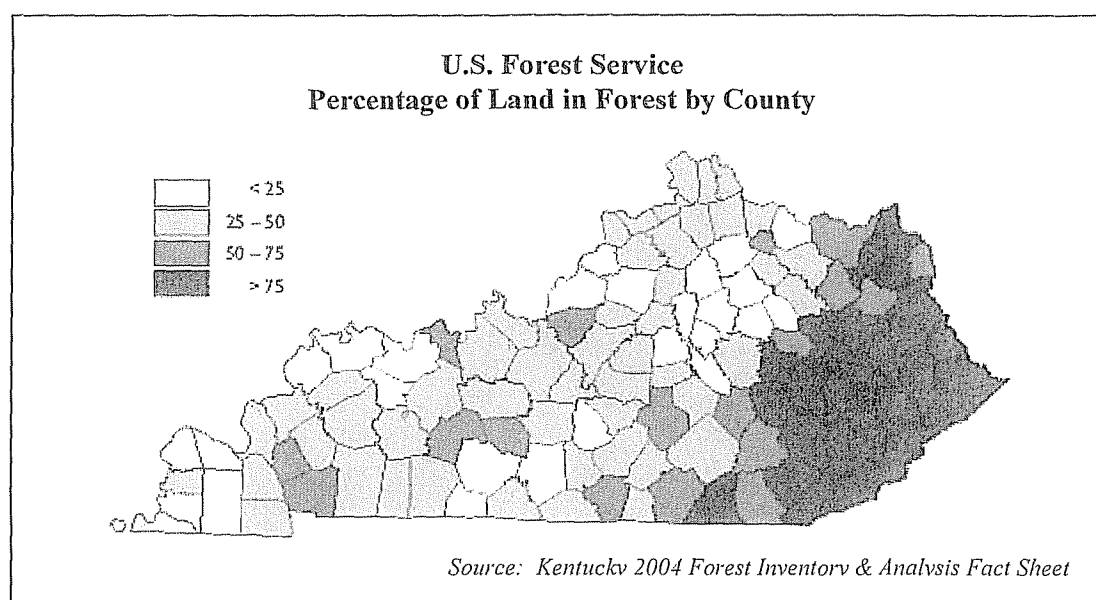 U.S. Forest Service
Percentage of Land in Forest by County
< 25
25 – 50
50 – 75
> 75
Source: Kentucky 2004 Forest Inventory & Analysis Fact Sheet